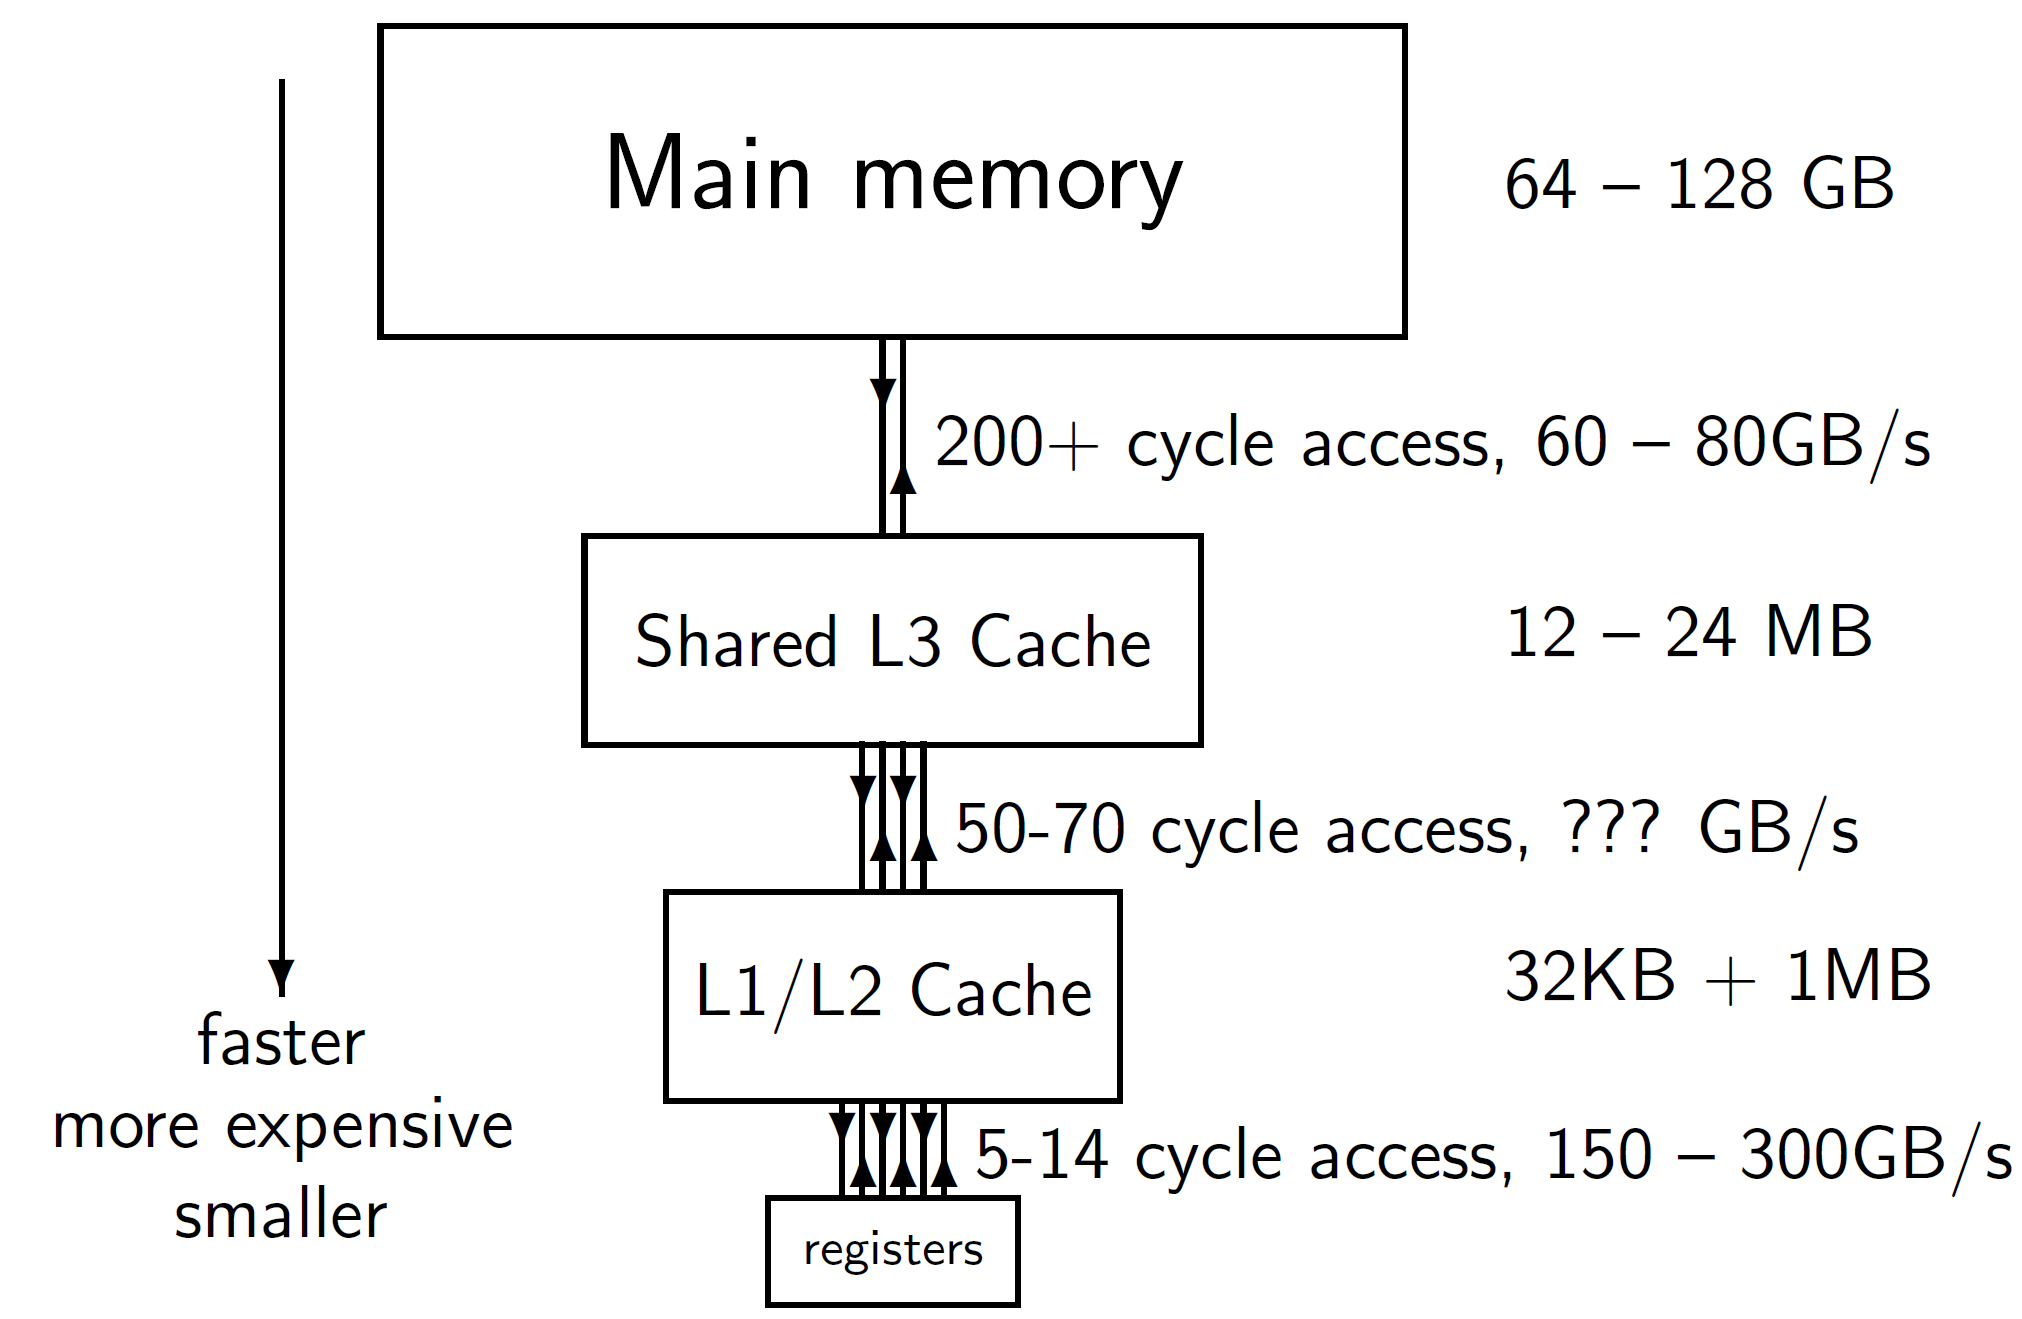 Main memory
64 – 128 GB
200+ cycle access, 60 – 80GB/s
Shared L3 Cache
12 – 24 MB
50-70 cycle access, ??? GB/s
L1/L2 Cache
32KB + 1MB
faster
more expensive
smaller
5-14 cycle access, 150 – 300GB/s
registers